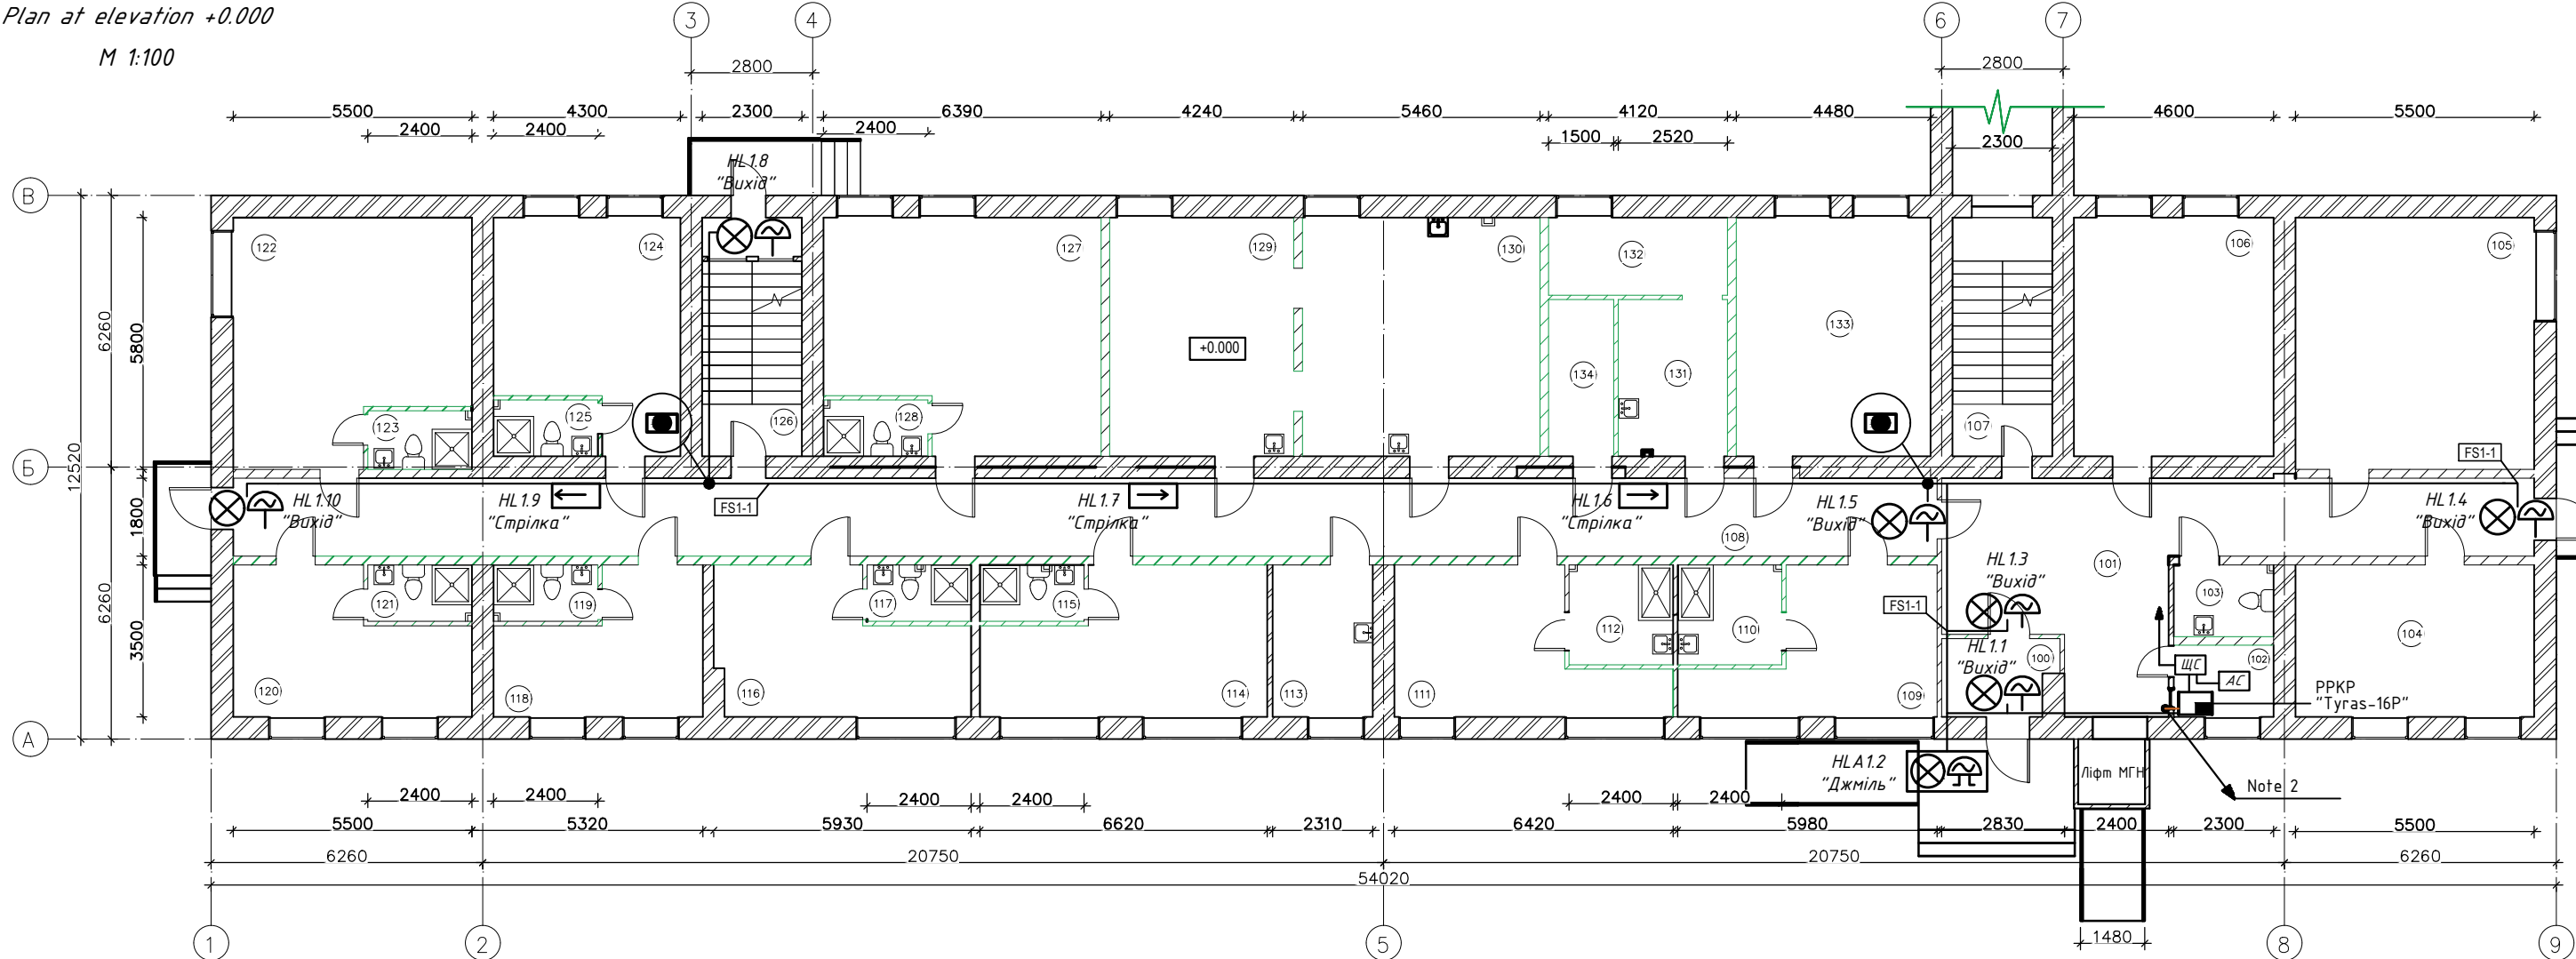 Plan at elevation +0.000
M 1:100
3
4
6
7
2800
2800
5500
4300
2300
6390
4240
5460
4120
4480
4600
5500
2400
2400
2400
1500
2520
2300
HL1.8
"Вихід"
В
122
124
127
129
130
132
106
105
133
+0.000
134
131
6260
5800
12520
123
125
126
128
107
Б
FS1-1
HL1.10
"Вихід"
HL1.9
"Стрілка"
FS1-1
HL1.7
"Стрілка"
HL1.6
"Стрілка"
HL1.5
"Вихід"
HL1.4
"Вихід"
1800
108
101
HL1.3
"Вихід"
6260
3500
121
119
117
115
112
110
FS1-1
103
104
HL1.1
"Вихід"
100
102
ЩС
АС
120
118
116
114
113
111
109
PPKP
"Tyras-16P"
А
HLA1.2
"Джміль"
Ліфт МГН
Note 2
2400
2400
2400
2400
2400
2400
5500
5320
5930
6620
2310
6420
5980
2830
2400
2300
5500
6260
20750
20750
6260
54020
1
2
5
1480
8
9